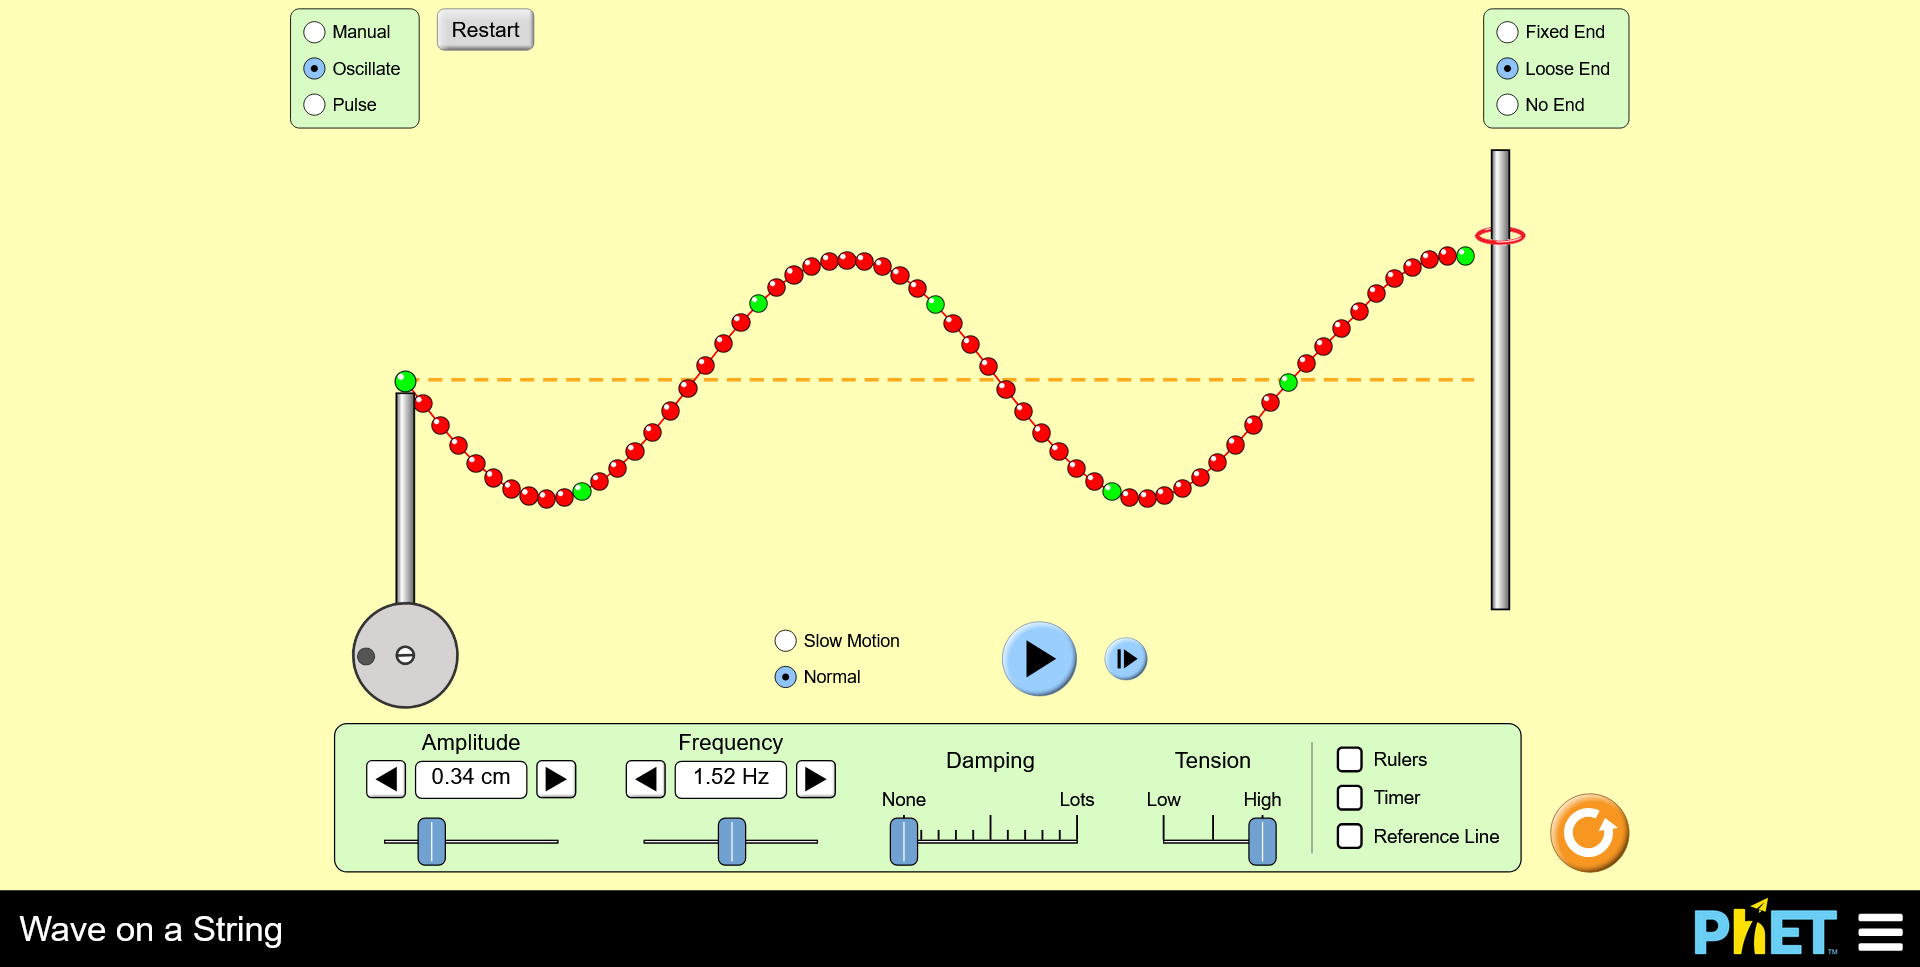 Manual
Oscillate
Pulse
Restart
Fixed End
Loose End
No End
Slow Motion
Normal
Amplitude
0.34 cm
Frequency
1.52 Hz
Damping
None
Lots
Tension
Low
High
Rulers
Timer
Reference Line
Wave on a String
PhET™